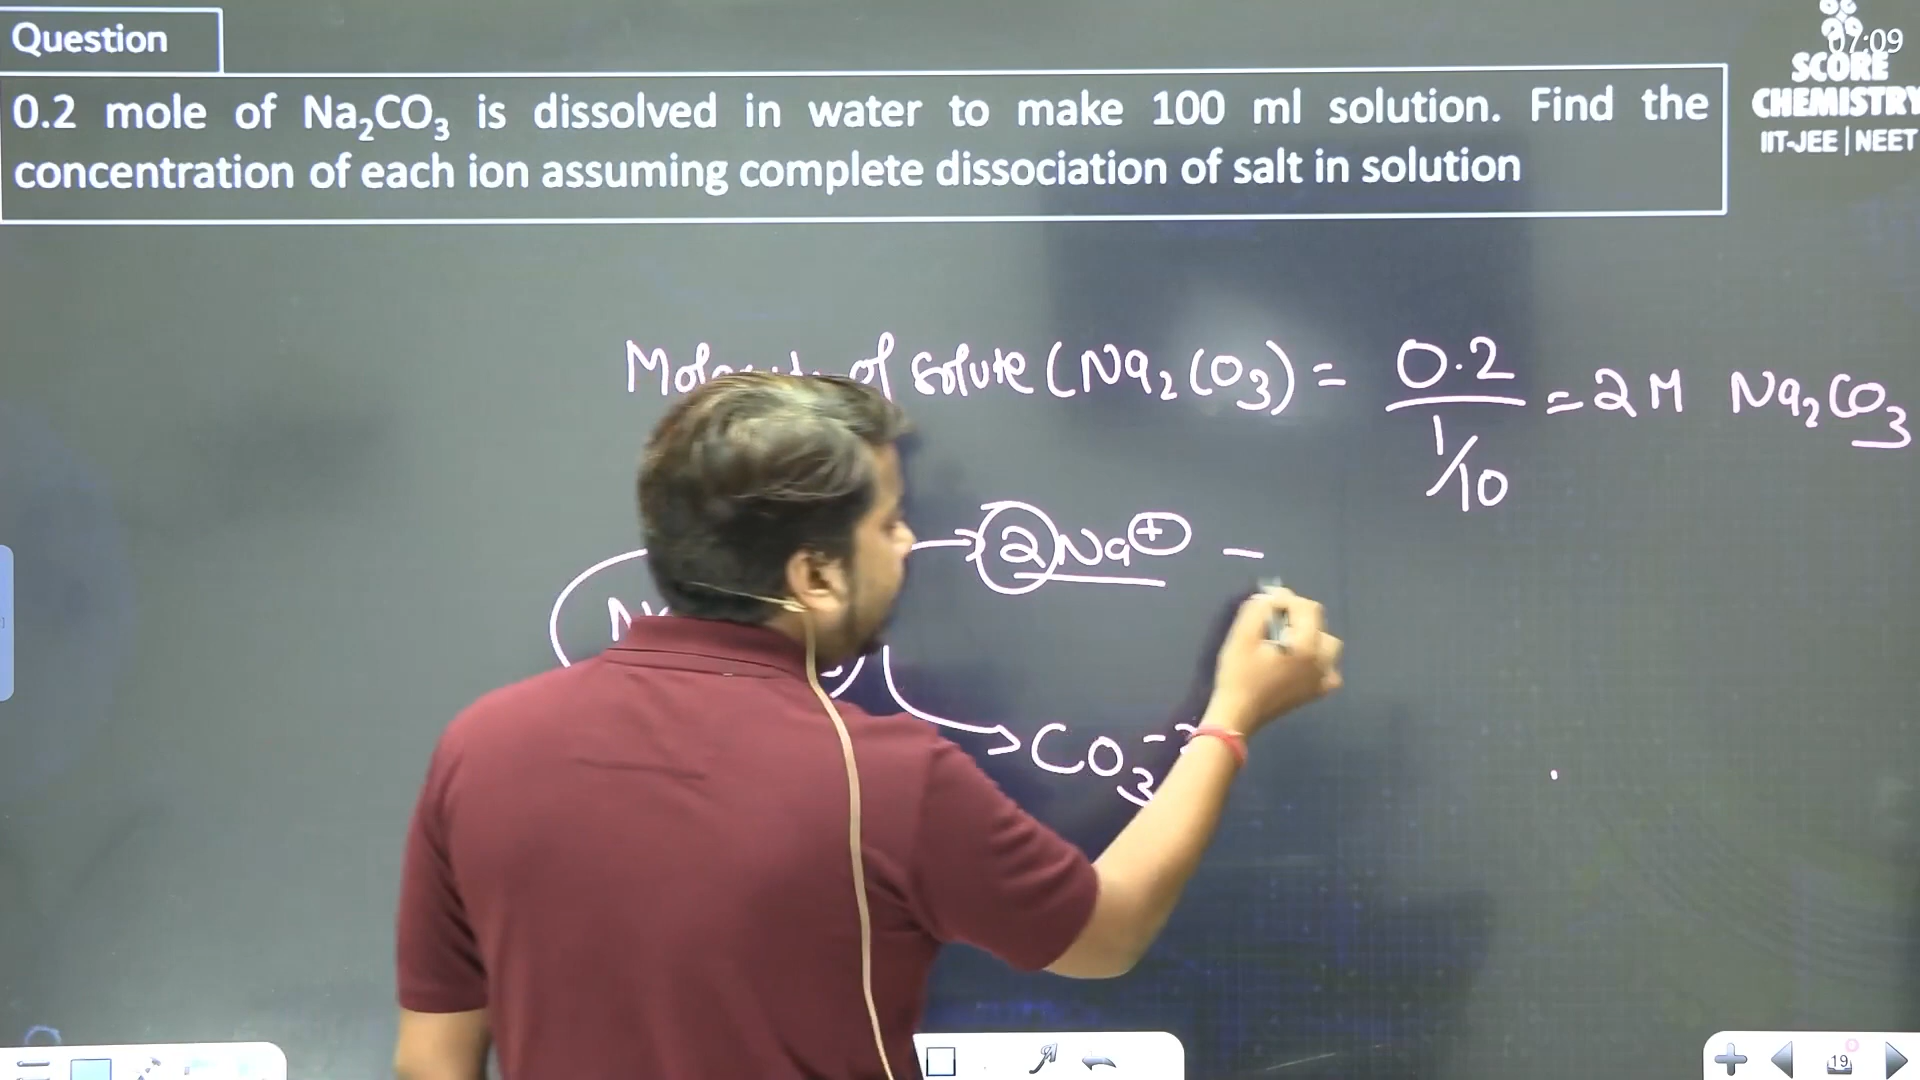 Question
07:09
SCORE
CHEMISTRY
IIT-JEE | NEET
0.2 mole of Na₂CO₃ is dissolved in water to make 100 ml solution. Find the
concentration of each ion assuming complete dissociation of salt in solution
of solute (Na₂CO₃) = 0.2 / 1/10 = 2M Na₂CO₃
2Na⁺ —
CO₃⁻
19